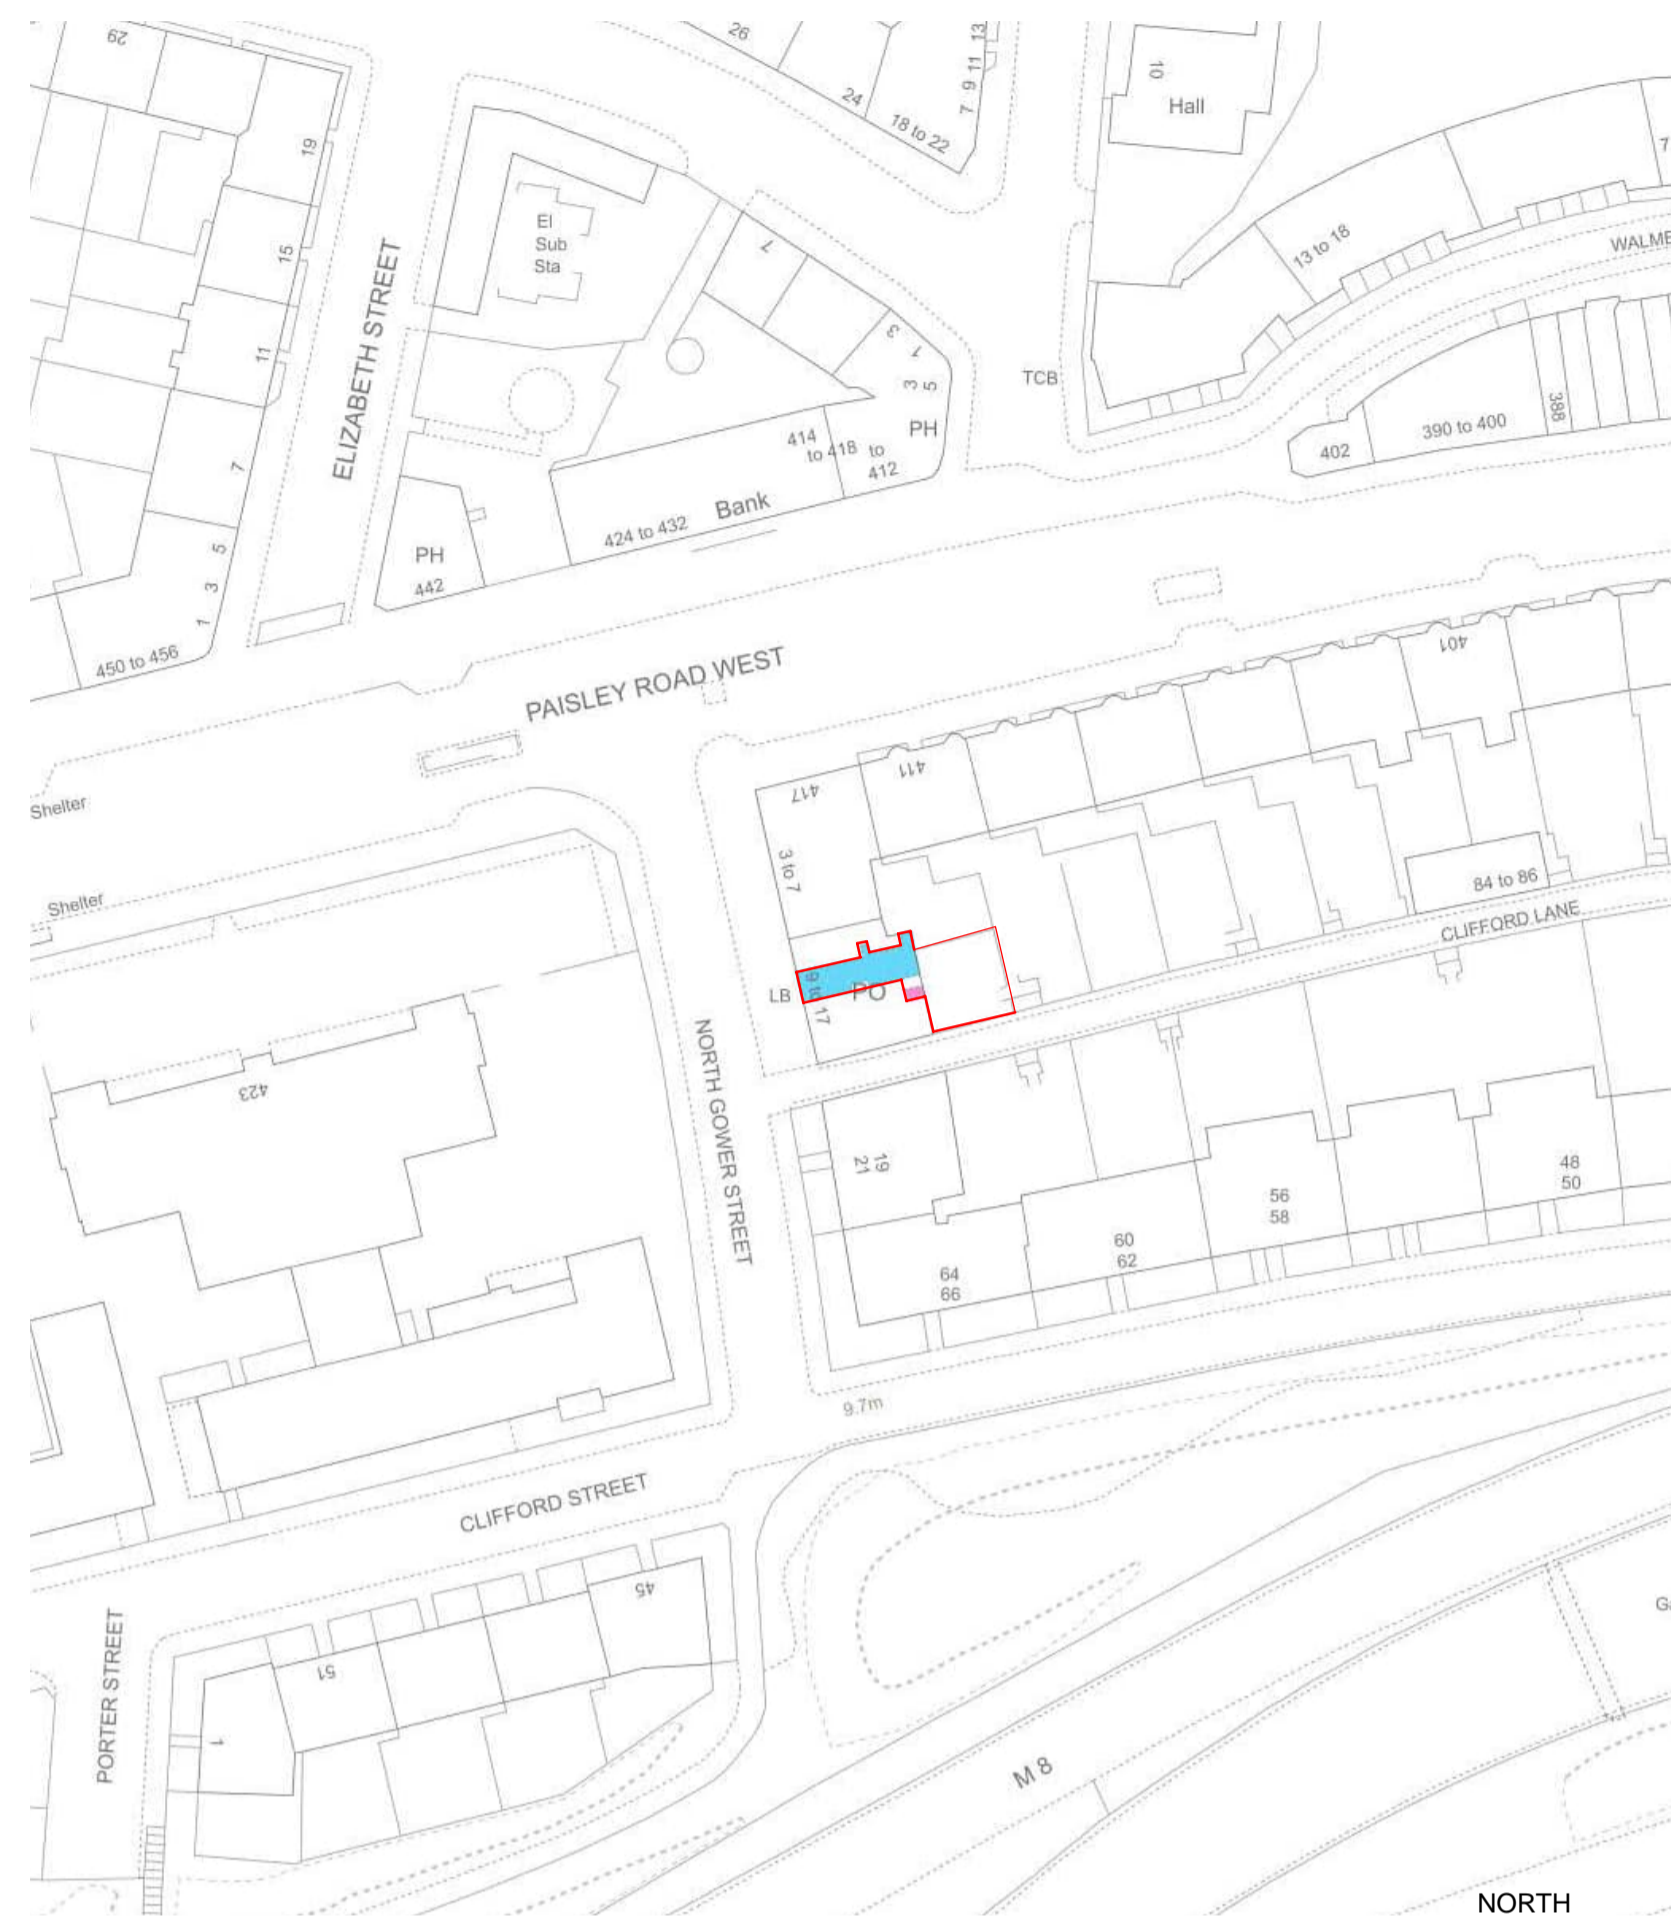 29
26
24
18 to 22
7 9 11 13
10
Hall
19
15
11
7
5
3
1
450 to 456
ELIZABETH STREET
El
Sub
Sta
7
3
1
3 5
PH
414
to 418
to
412
Bank
424 to 432
PH
442
TCB
13 to 18
7
WALME
402
390 to 400
388
PAISLEY ROAD WEST
Shelter
Shelter
401
411
417
3 to 7
84 to 86
CLIFFORD LANE
LB
9 to 17
PO
423
NORTH GOWER STREET
19
21
48
50
56
58
60
62
64
66
9.7m
CLIFFORD STREET
45
51
1
PORTER STREET
M 8
Ga
NORTH